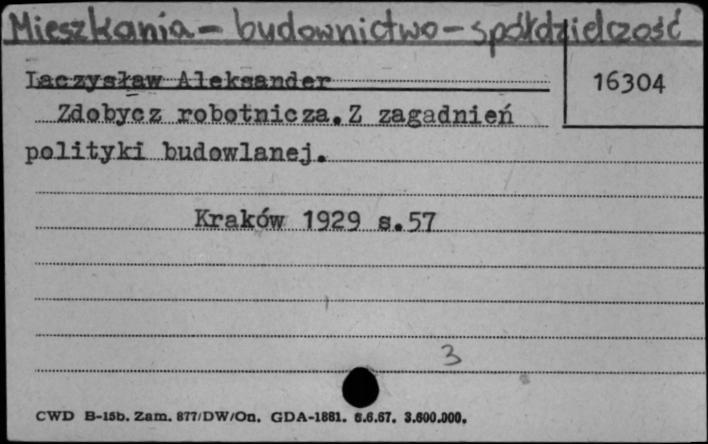 Mieszkania - budownictwo - spółdzielczość
Iaczysław Aleksander
16304
Zdobycz robotnicza. Z zagadnień
polityki budowlanej.
Kraków 1929 s.57
3
CWD B-15b. Zam. 877/DW/On. GDA-1881. 6.6.67. 3.600.000.